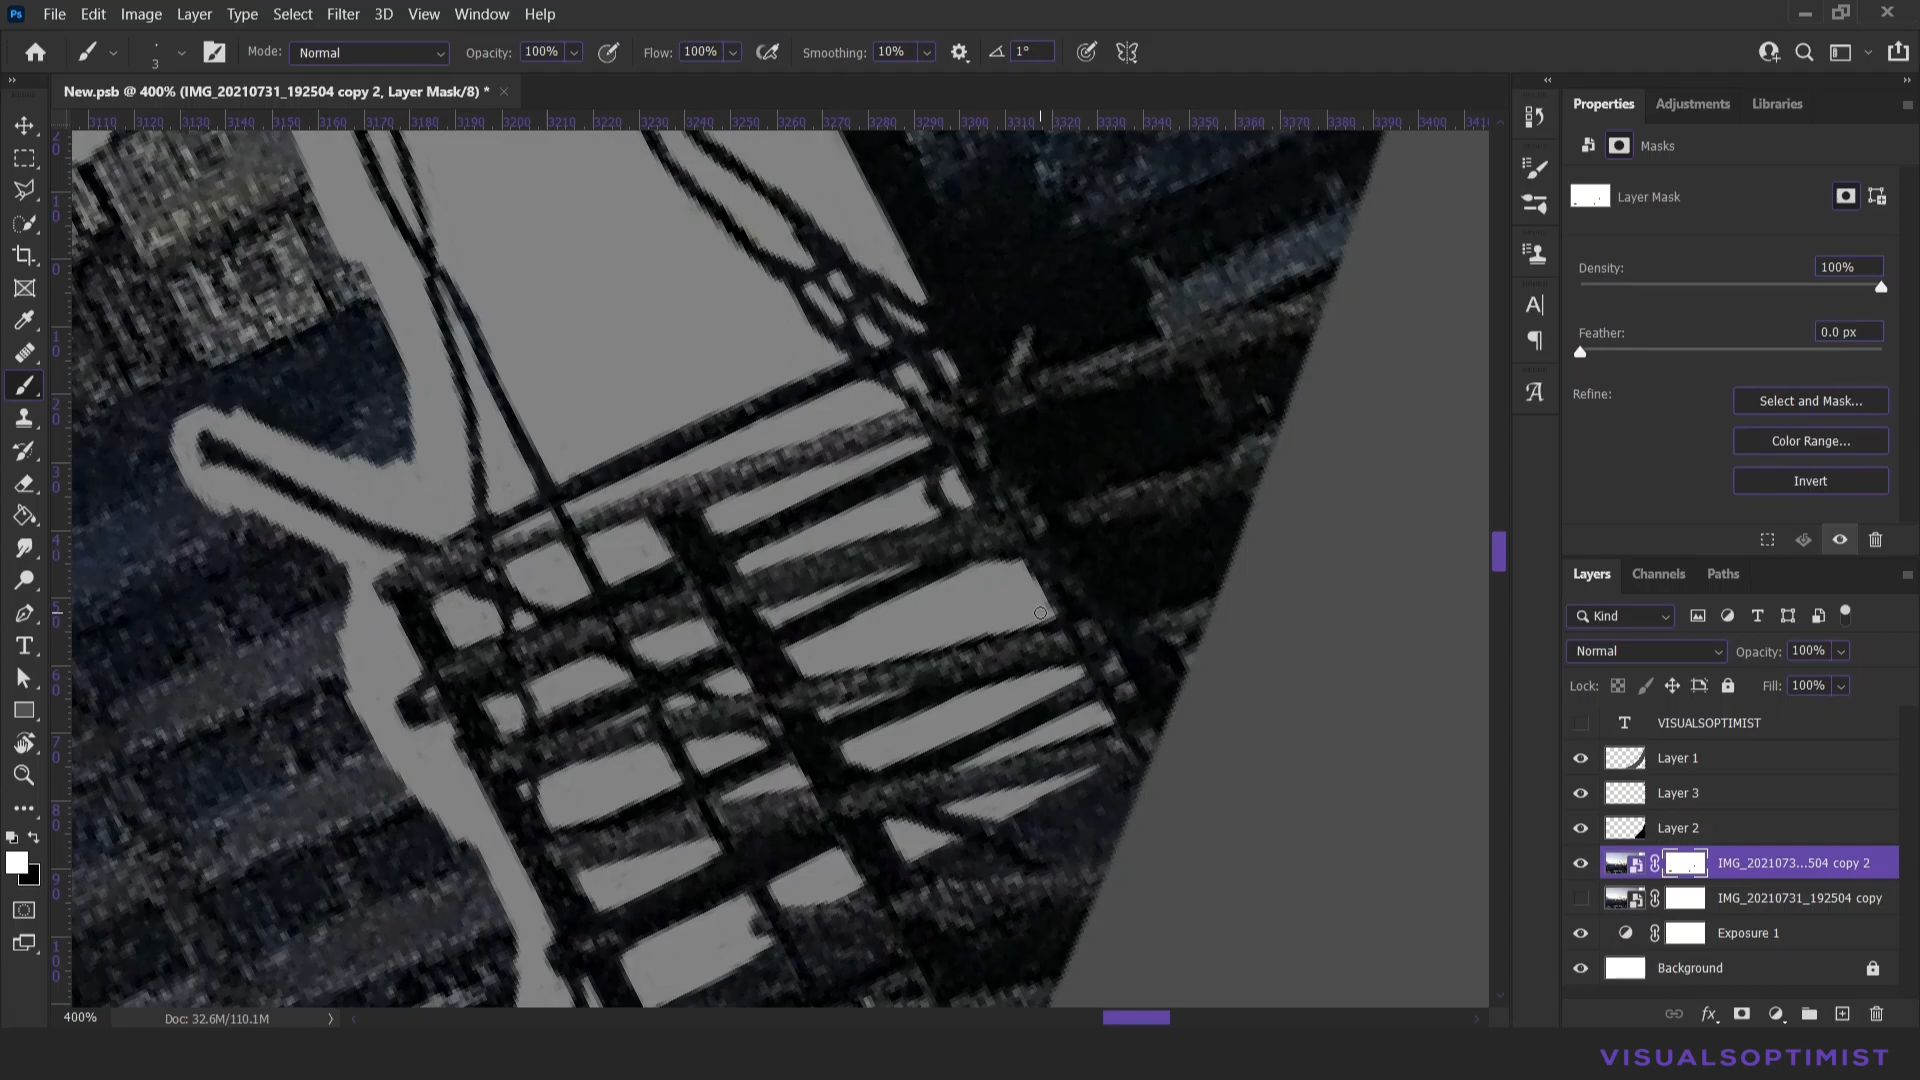 Ps File Edit Image Layer Type Select Filter 3D View Window Help
3 Mode: Normal Opacity: 100% Flow: 100% Smoothing: 10% 1°
New.psb @ 400% (IMG_20210731_192504 copy 2, Layer Mask/8) *
3110 3120 3130 3140 3150 3160 3170 3180 3190 3200 3210 3220 3230 3240 3250 3260 3270 3280 3290 3300 3310 3320 3330 3340 3350 3360 3370 3380 3390 3400 341
Properties Adjustments Libraries
Masks
Layer Mask
Density: 100%
Feather: 0.0 px
Refine: Select and Mask...
Color Range...
Invert
Layers Channels Paths
Kind
Normal Opacity: 100%
Lock: Fill: 100%
T VISUALSOPTIMIST
Layer 1
Layer 3
Layer 2
IMG_2021073...504 copy 2
IMG_20210731_192504 copy
Exposure 1
Background
400% Doc: 32.6M/110.1M
VISUALSOPTIMIST